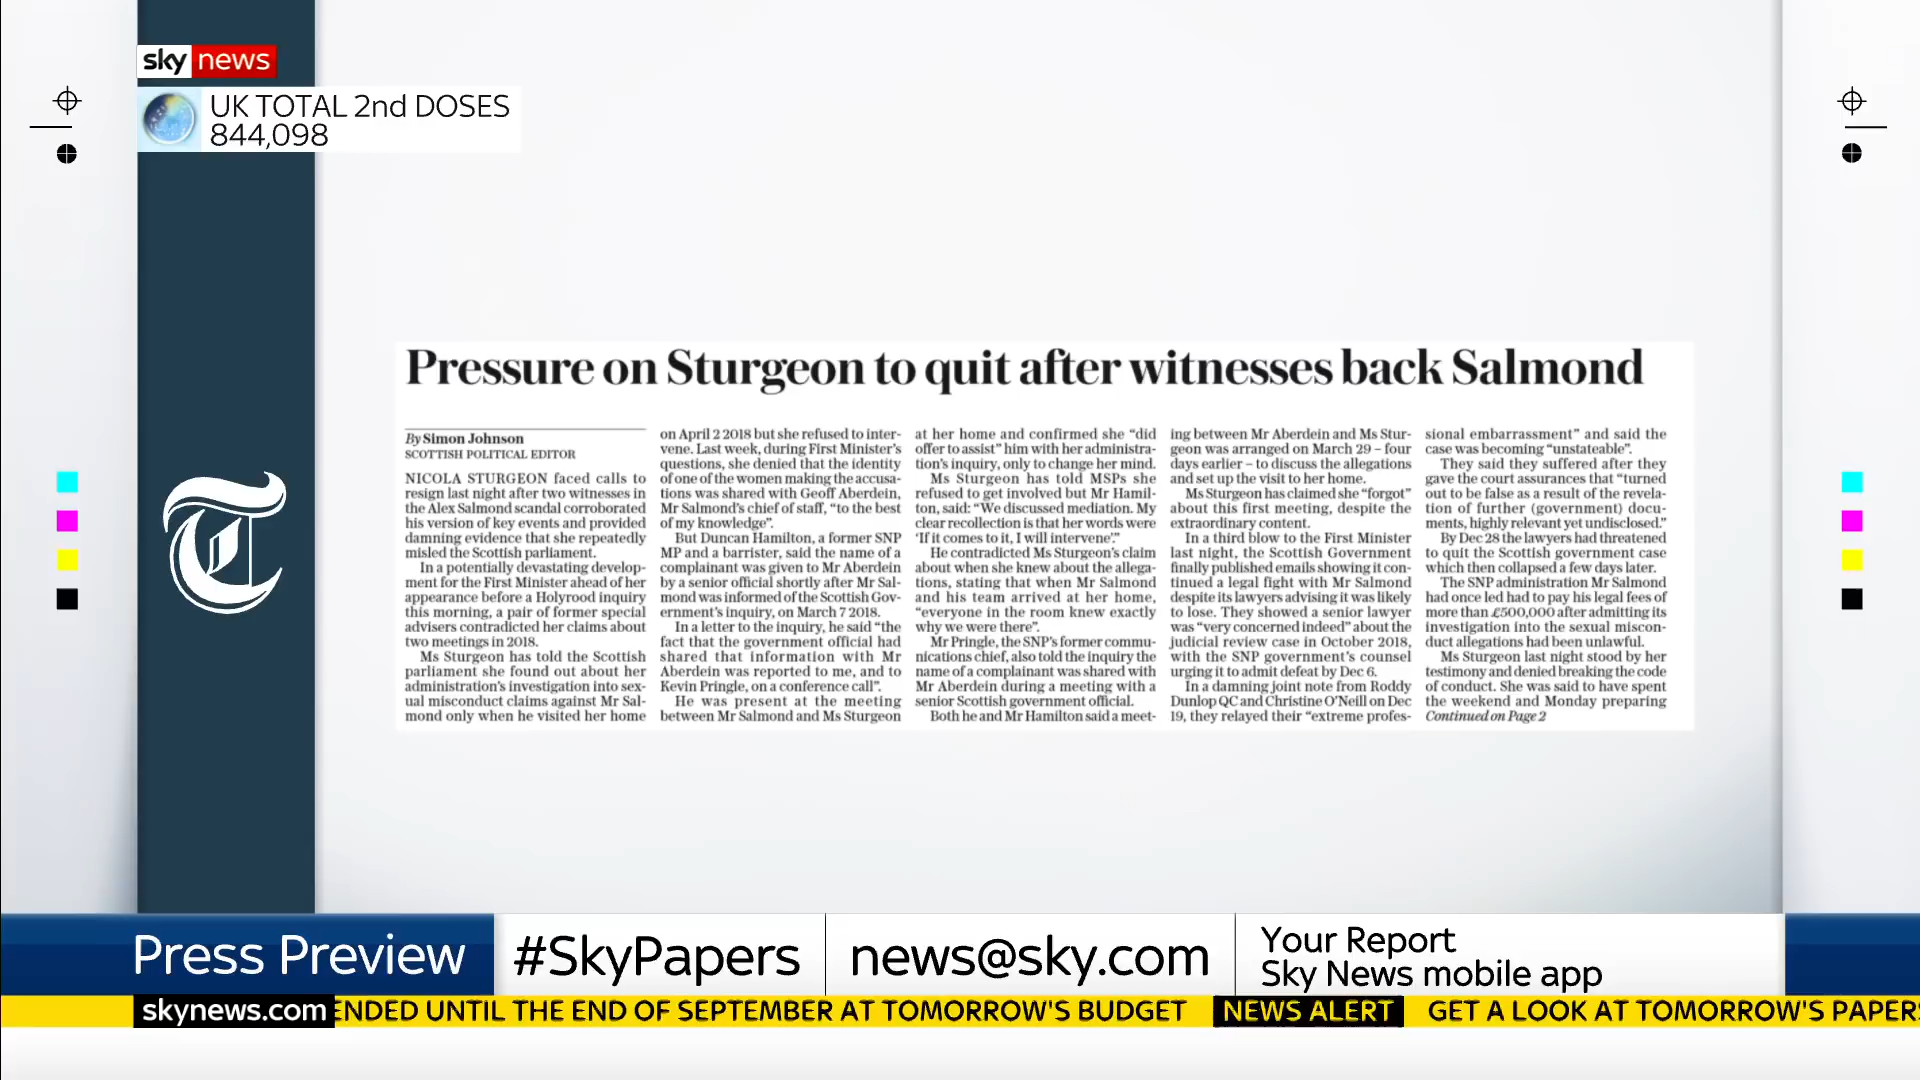 sky news
UK TOTAL 2nd DOSES
844,098
Pressure on Sturgeon to quit after witnesses back Salmond
By Simon Johnson
SCOTTISH POLITICAL EDITOR
NICOLA STURGEON faced calls to
resign last night after two witnesses in
the Alex Salmond scandal corroborated
his version of key events and provided
damning evidence that she repeatedly
misled the Scottish parliament.
In a potentially devastating develop-
ment for the First Minister ahead of her
appearance before a Holyrood inquiry
this morning, a pair of former special
advisers contradicted her claims about
two meetings in 2018.
Ms Sturgeon has told the Scottish
parliament she found out about her
administration's investigation into sex-
ual misconduct claims against Mr Sal-
mond only when he visited her home
on April 2 2018 but she refused to inter-
vene. Last week, during First Minister's
questions, she denied that the identity
of one of the women making the accusa-
tions was shared with Geoff Aberdein,
Mr Salmond's chief of staff, "to the best
of my knowledge".
But Duncan Hamilton, a former SNP
MP and a barrister, said the name of a
complainant was given to Mr Aberdein
by a senior official shortly after Mr Sal-
mond was informed of the Scottish Gov-
ernment's inquiry, on March 7 2018.
In a letter to the inquiry, he said "the
fact that the government official had
shared that information with Mr
Aberdein was reported to me, and to
Kevin Pringle, on a conference call".
He was present at the meeting
between Mr Salmond and Ms Sturgeon
at her home and confirmed she "did
offer to assist" him with her administra-
tion's inquiry, only to change her mind.
Ms Sturgeon has told MSPs she
refused to get involved but Mr Hamil-
ton, said: "We discussed mediation. My
clear recollection is that her words were
'If it comes to it, I will intervene'."
He contradicted Ms Sturgeon's claim
about when she knew about the allega-
tions, stating that when Mr Salmond
and his team arrived at her home,
"everyone in the room knew exactly
why we were there".
Mr Pringle, the SNP's former commu-
nications chief, also told the inquiry the
name of a complainant was shared with
Mr Aberdein during a meeting with a
senior Scottish government official.
Both he and Mr Hamilton said a meet-
ing between Mr Aberdein and Ms Stur-
geon was arranged on March 29 – four
days earlier – to discuss the allegations
and set up the visit to her home.
Ms Sturgeon has claimed she "forgot"
about this first meeting, despite the
extraordinary content.
In a third blow to the First Minister
last night, the Scottish Government
finally published emails showing it con-
tinued a legal fight with Mr Salmond
despite its lawyers advising it was likely
to lose. They showed a senior lawyer
was "very concerned indeed" about the
judicial review case in October 2018,
with the SNP government's counsel
urging it to admit defeat by Dec 6.
In a damning joint note from Roddy
Dunlop QC and Christine O'Neill on Dec
19, they relayed their "extreme profes-
sional embarrassment" and said the
case was becoming "unstateable".
They said they suffered after they
gave the court assurances that "turned
out to be false as a result of the revela-
tion of further (government) docu-
ments, highly relevant yet undisclosed."
By Dec 28 the lawyers had threatened
to quit the Scottish government case
which then collapsed a few days later.
The SNP administration Mr Salmond
had once led had to pay his legal fees of
more than £500,000 after admitting its
investigation into the sexual miscon-
duct allegations had been unlawful.
Ms Sturgeon last night stood by her
testimony and denied breaking the code
of conduct. She was said to have spent
the weekend and Monday preparing
Continued on Page 2
T
Press Preview #SkyPapers news@sky.com Your Report
Sky News mobile app
skynews.com ENDED UNTIL THE END OF SEPTEMBER AT TOMORROW'S BUDGET NEWS ALERT GET A LOOK AT TOMORROW'S PAPERS